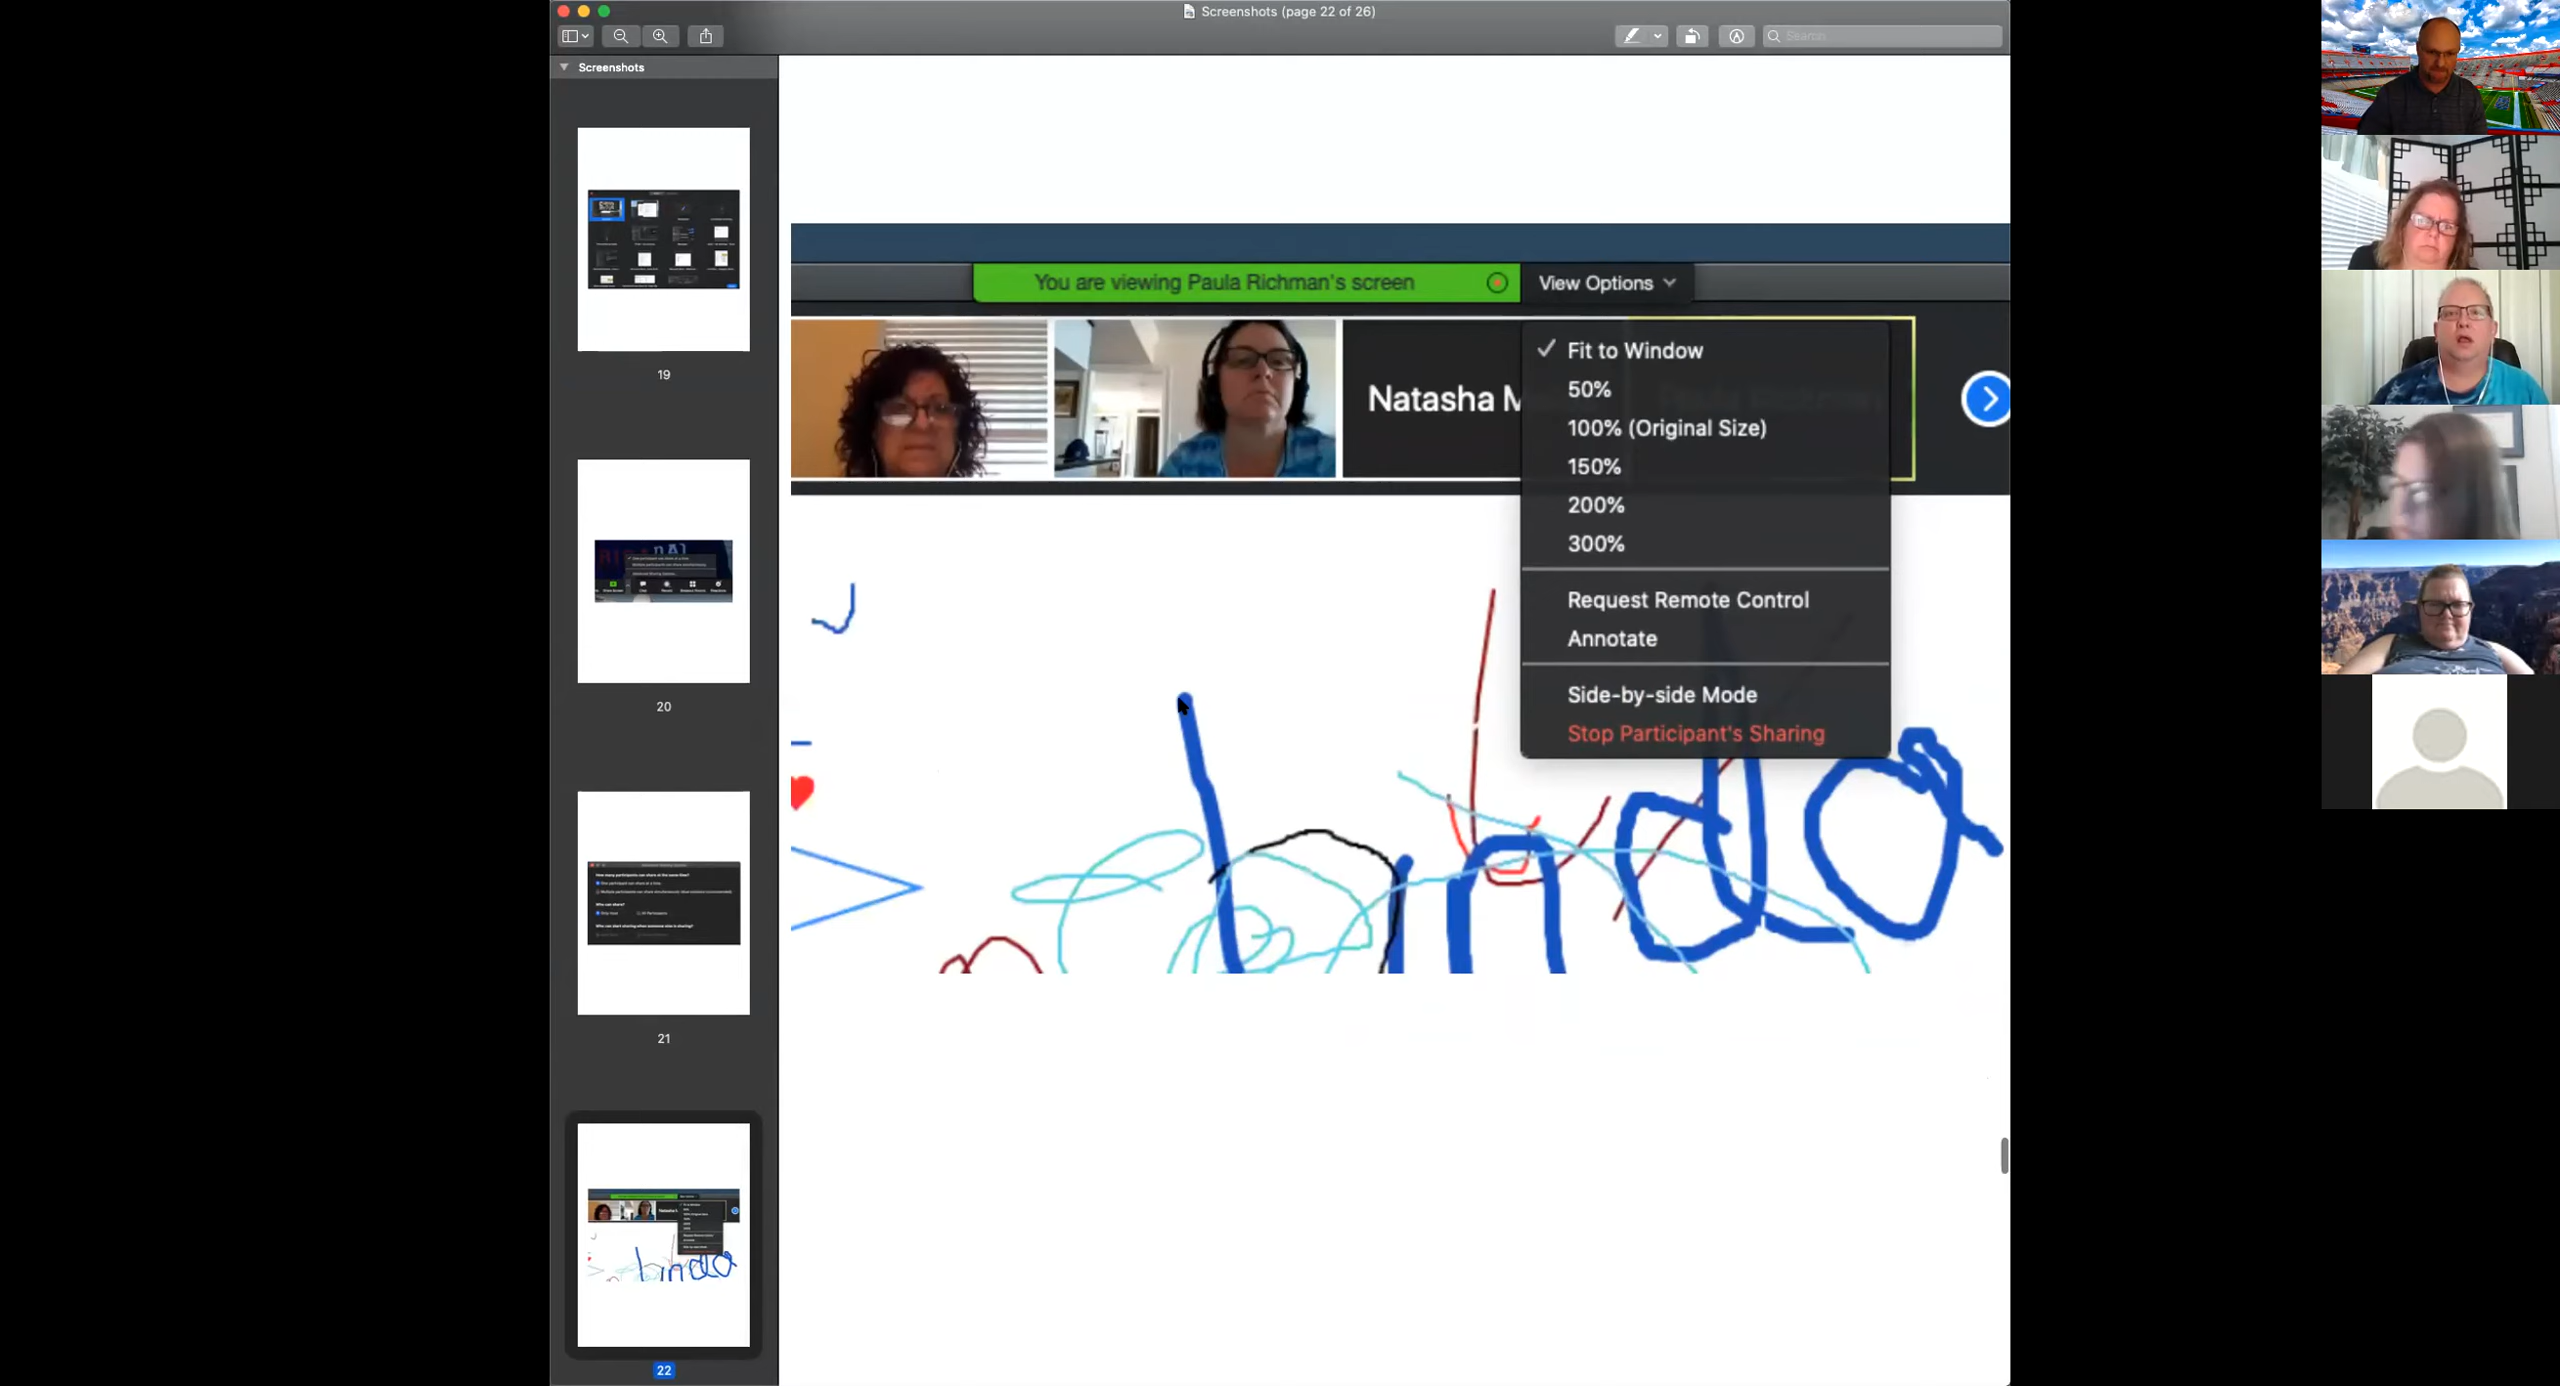 Screenshots (page 22 of 26)
Search
Screenshots
19
20
21
22
You are viewing Paula Richman's screen
View Options
Natasha M
Fit to Window
50%
100% (Original Size)
150%
200%
300%
Request Remote Control
Annotate
Side-by-side Mode
Stop Participant's Sharing
linda